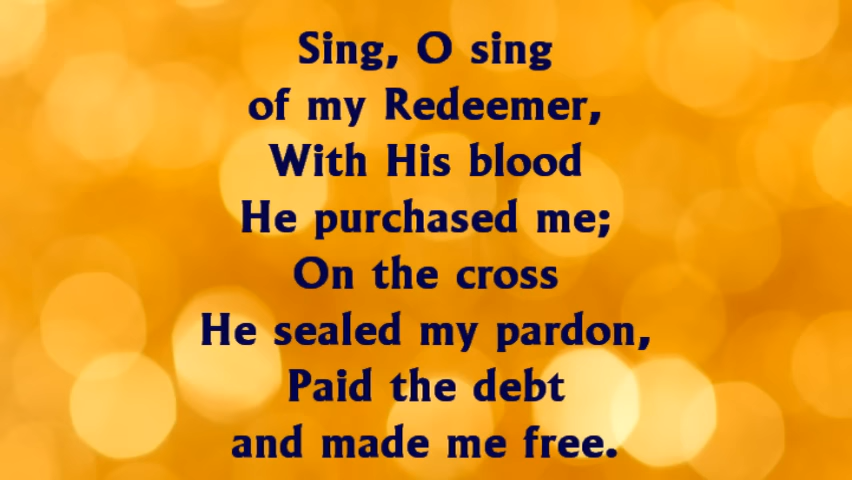 Sing, O sing
of my Redeemer,
With His blood
He purchased me;
On the cross
He sealed my pardon,
Paid the debt
and made me free.